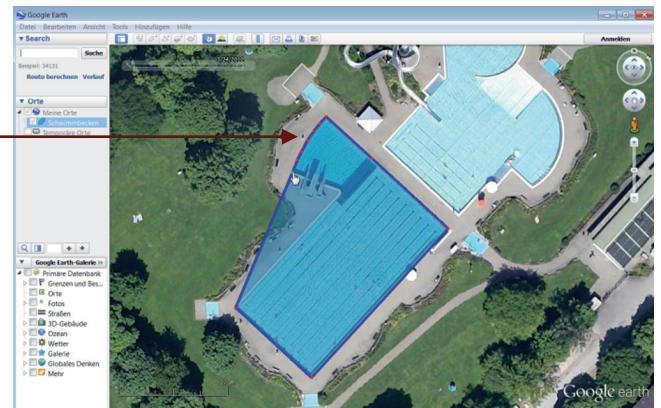 Google Earth
Datei Bearbeiten Ansicht Tools Hinzufügen Hilfe
Search
Suche
Beispiel: 34131
Route berechnen Verlauf
Orte
Meine Orte
Schwimmbecken
Temporäre Orte
Google Earth-Galerie
Primäre Datenbank
Grenzen und Bes...
Orte
Fotos
Straßen
3D-Gebäude
Ozean
Wetter
Galerie
Globales Denken
Mehr
Anmelden
Google earth